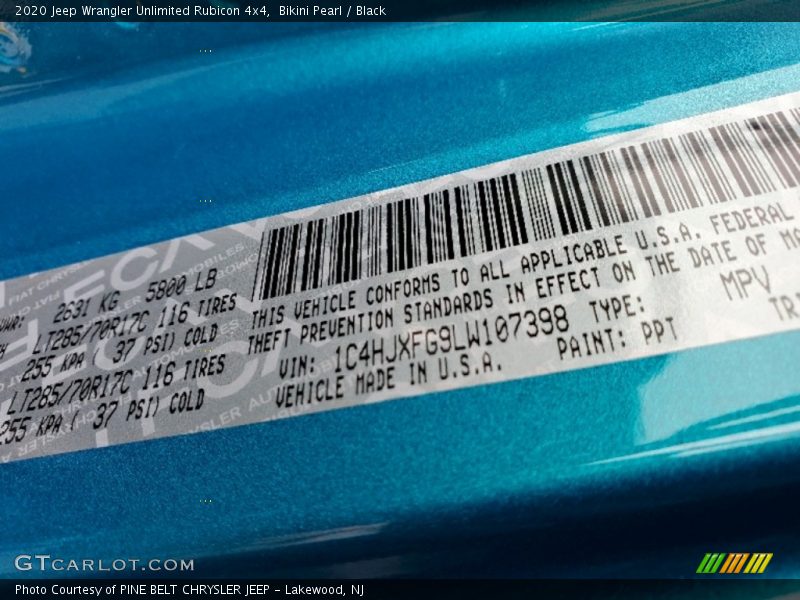 2020 Jeep Wrangler Unlimited Rubicon 4x4, Bikini Pearl / Black
2631 KG 5800 LB
LT285/70R17C 116 TIRES
255 KPA ( 37 PSI) COLD
LT285/70R17C 116 TIRES
255 KPA ( 37 PSI) COLD
THIS VEHICLE CONFORMS TO ALL APPLICABLE U.S.A. FEDERAL
THEFT PREVENTION STANDARDS IN EFFECT ON THE DATE OF
VIN: 1C4HJXFG9LW107398 TYPE: MPV
VEHICLE MADE IN U.S.A. PAINT: PPT
GTCARLOT.COM
Photo Courtesy of PINE BELT CHRYSLER JEEP - Lakewood, NJ